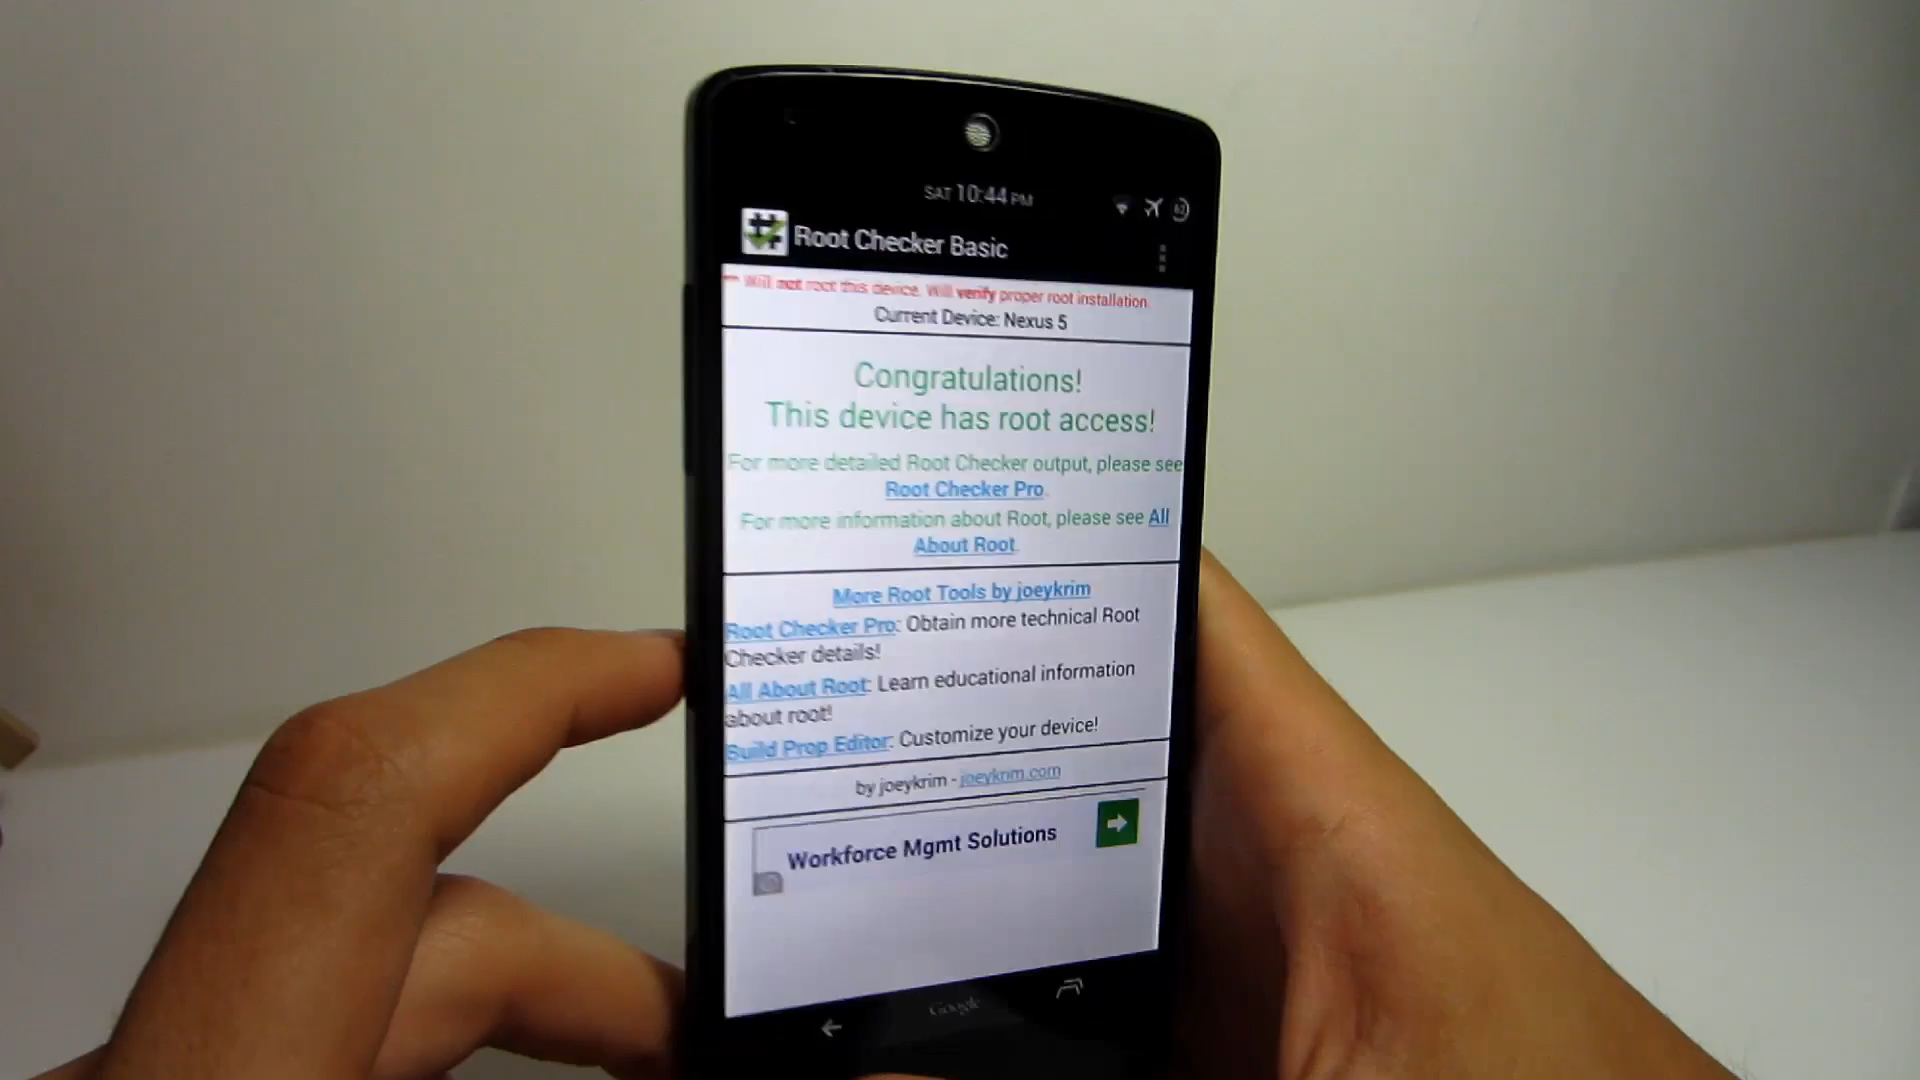 SAT 10:44 PM
62
Root Checker Basic
Will not root this device. Will verify proper root installation.
Current Device: Nexus 5
Congratulations!
This device has root access!
For more detailed Root Checker output, please see
Root Checker Pro.
For more information about Root, please see All
About Root.
More Root Tools by joeykrim
Root Checker Pro: Obtain more technical Root
Checker details!
All About Root: Learn educational information
about root!
Build Prop Editor: Customize your device!
by joeykrim - joeykrim.com
Workforce Mgmt Solutions
Google